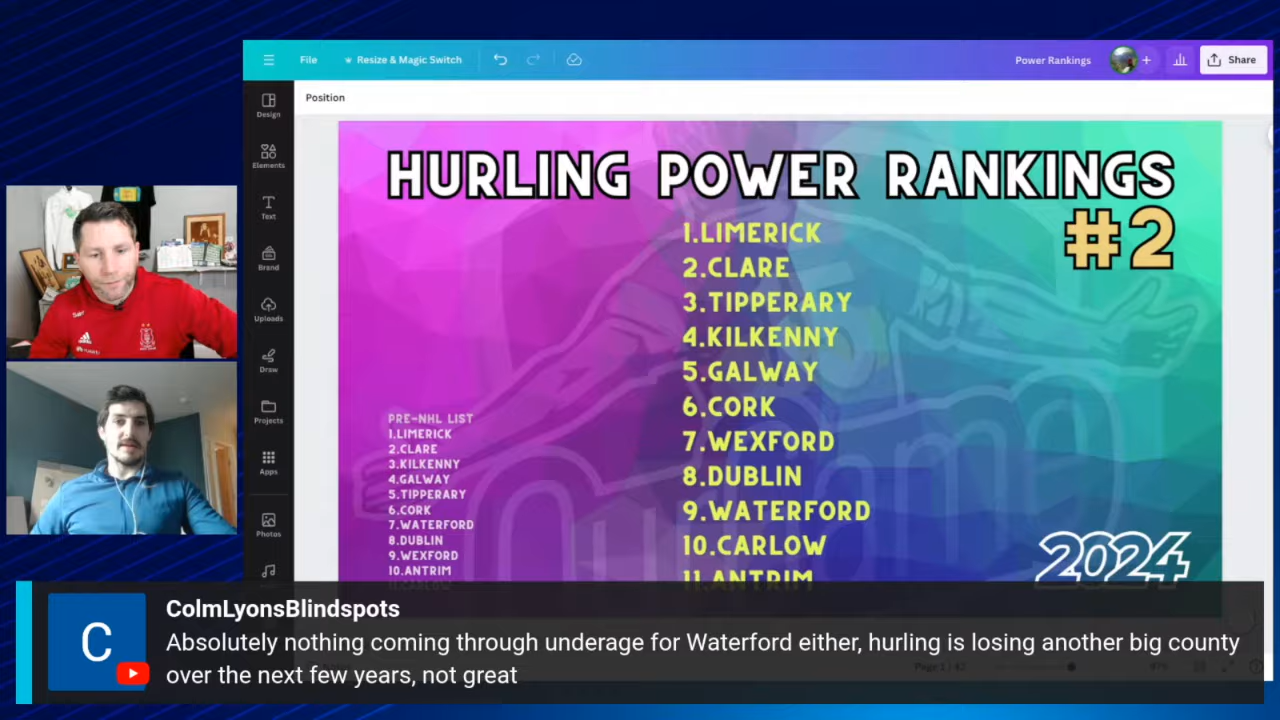 File
Resize & Magic Switch
Power Rankings
+
Share
Position
Design
Elements
Text
Brand
Uploads
Draw
Projects
Apps
Photos
HURLING POWER RANKINGS
#2
1.LIMERICK
2.CLARE
3.TIPPERARY
4.KILKENNY
5.GALWAY
6.CORK
7.WEXFORD
8.DUBLIN
9.WATERFORD
10.CARLOW
11.ANTRIM
PRE-NHL LIST
1.LIMERICK
2.CLARE
3.KILKENNY
4.GALWAY
5.TIPPERARY
6.CORK
7.WATERFORD
8.DUBLIN
9.WEXFORD
10.ANTRIM
11.CARLOW
2024
C
ColmLyonsBlindspots
Absolutely nothing coming through underage for Waterford either, hurling is losing another big county
over the next few years, not great